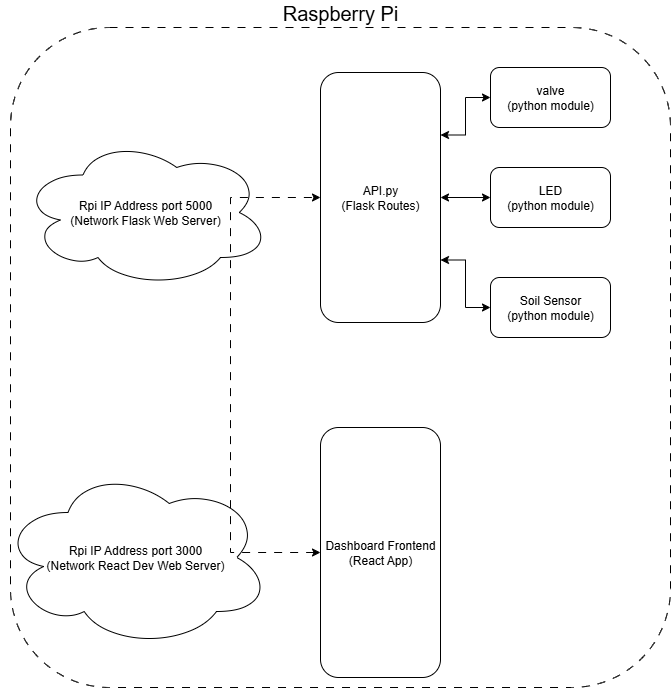 Raspberry Pi
valve
(python module)
Rpi IP Address port 5000
(Network Flask Web Server)
API.py
(Flask Routes)
LED
(python module)
Soil Sensor
(python module)
Rpi IP Address port 3000
(Network React Dev Web Server)
Dashboard Frontend
(React App)